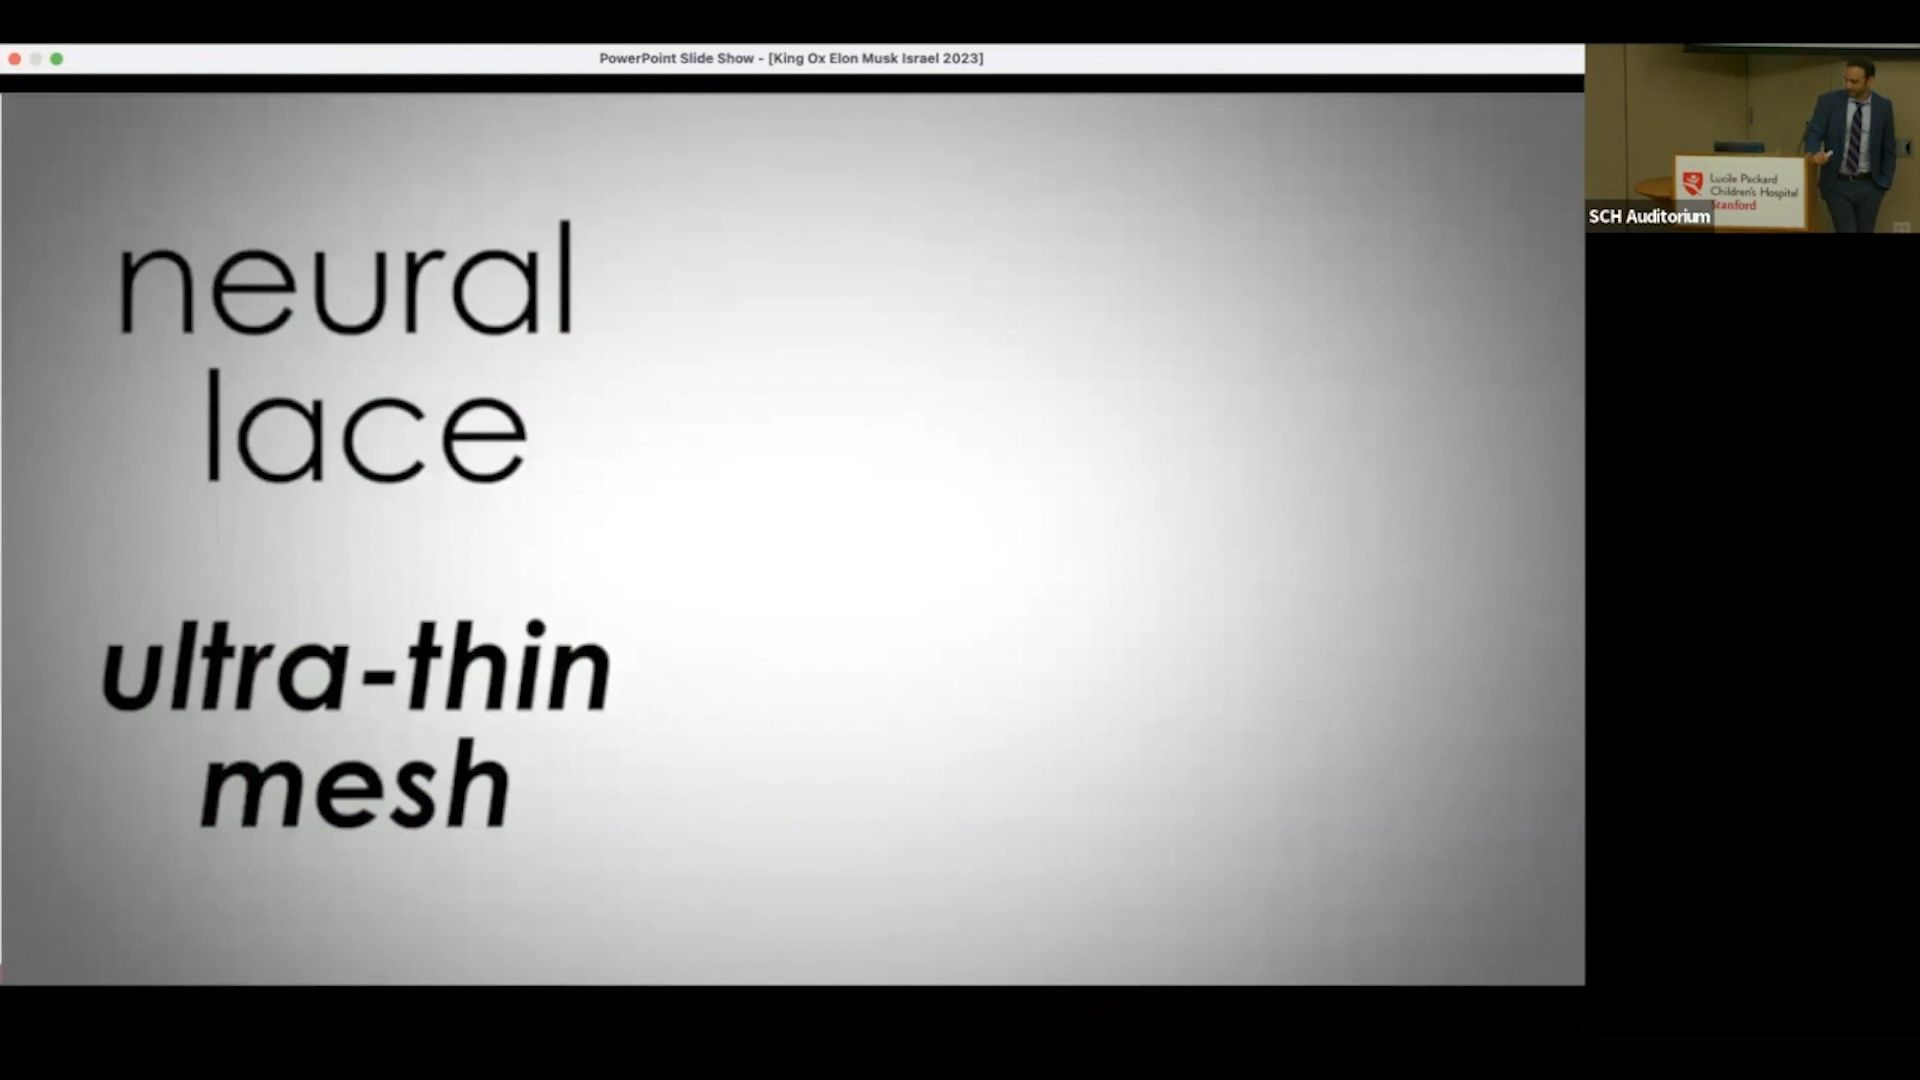 PowerPoint Slide Show - [King Ox Elon Musk Israel 2023]
neural
lace
ultra-thin
mesh
Lucile Packard
Children's Hospital
Stanford
SCH Auditorium